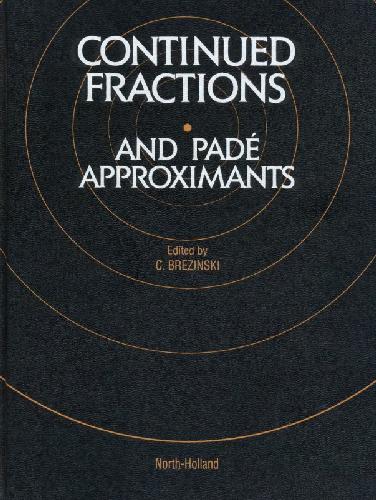 CONTINUED
FRACTIONS
AND PADÉ
APPROXIMANTS
Edited by
C. BREZINSKI
North-Holland